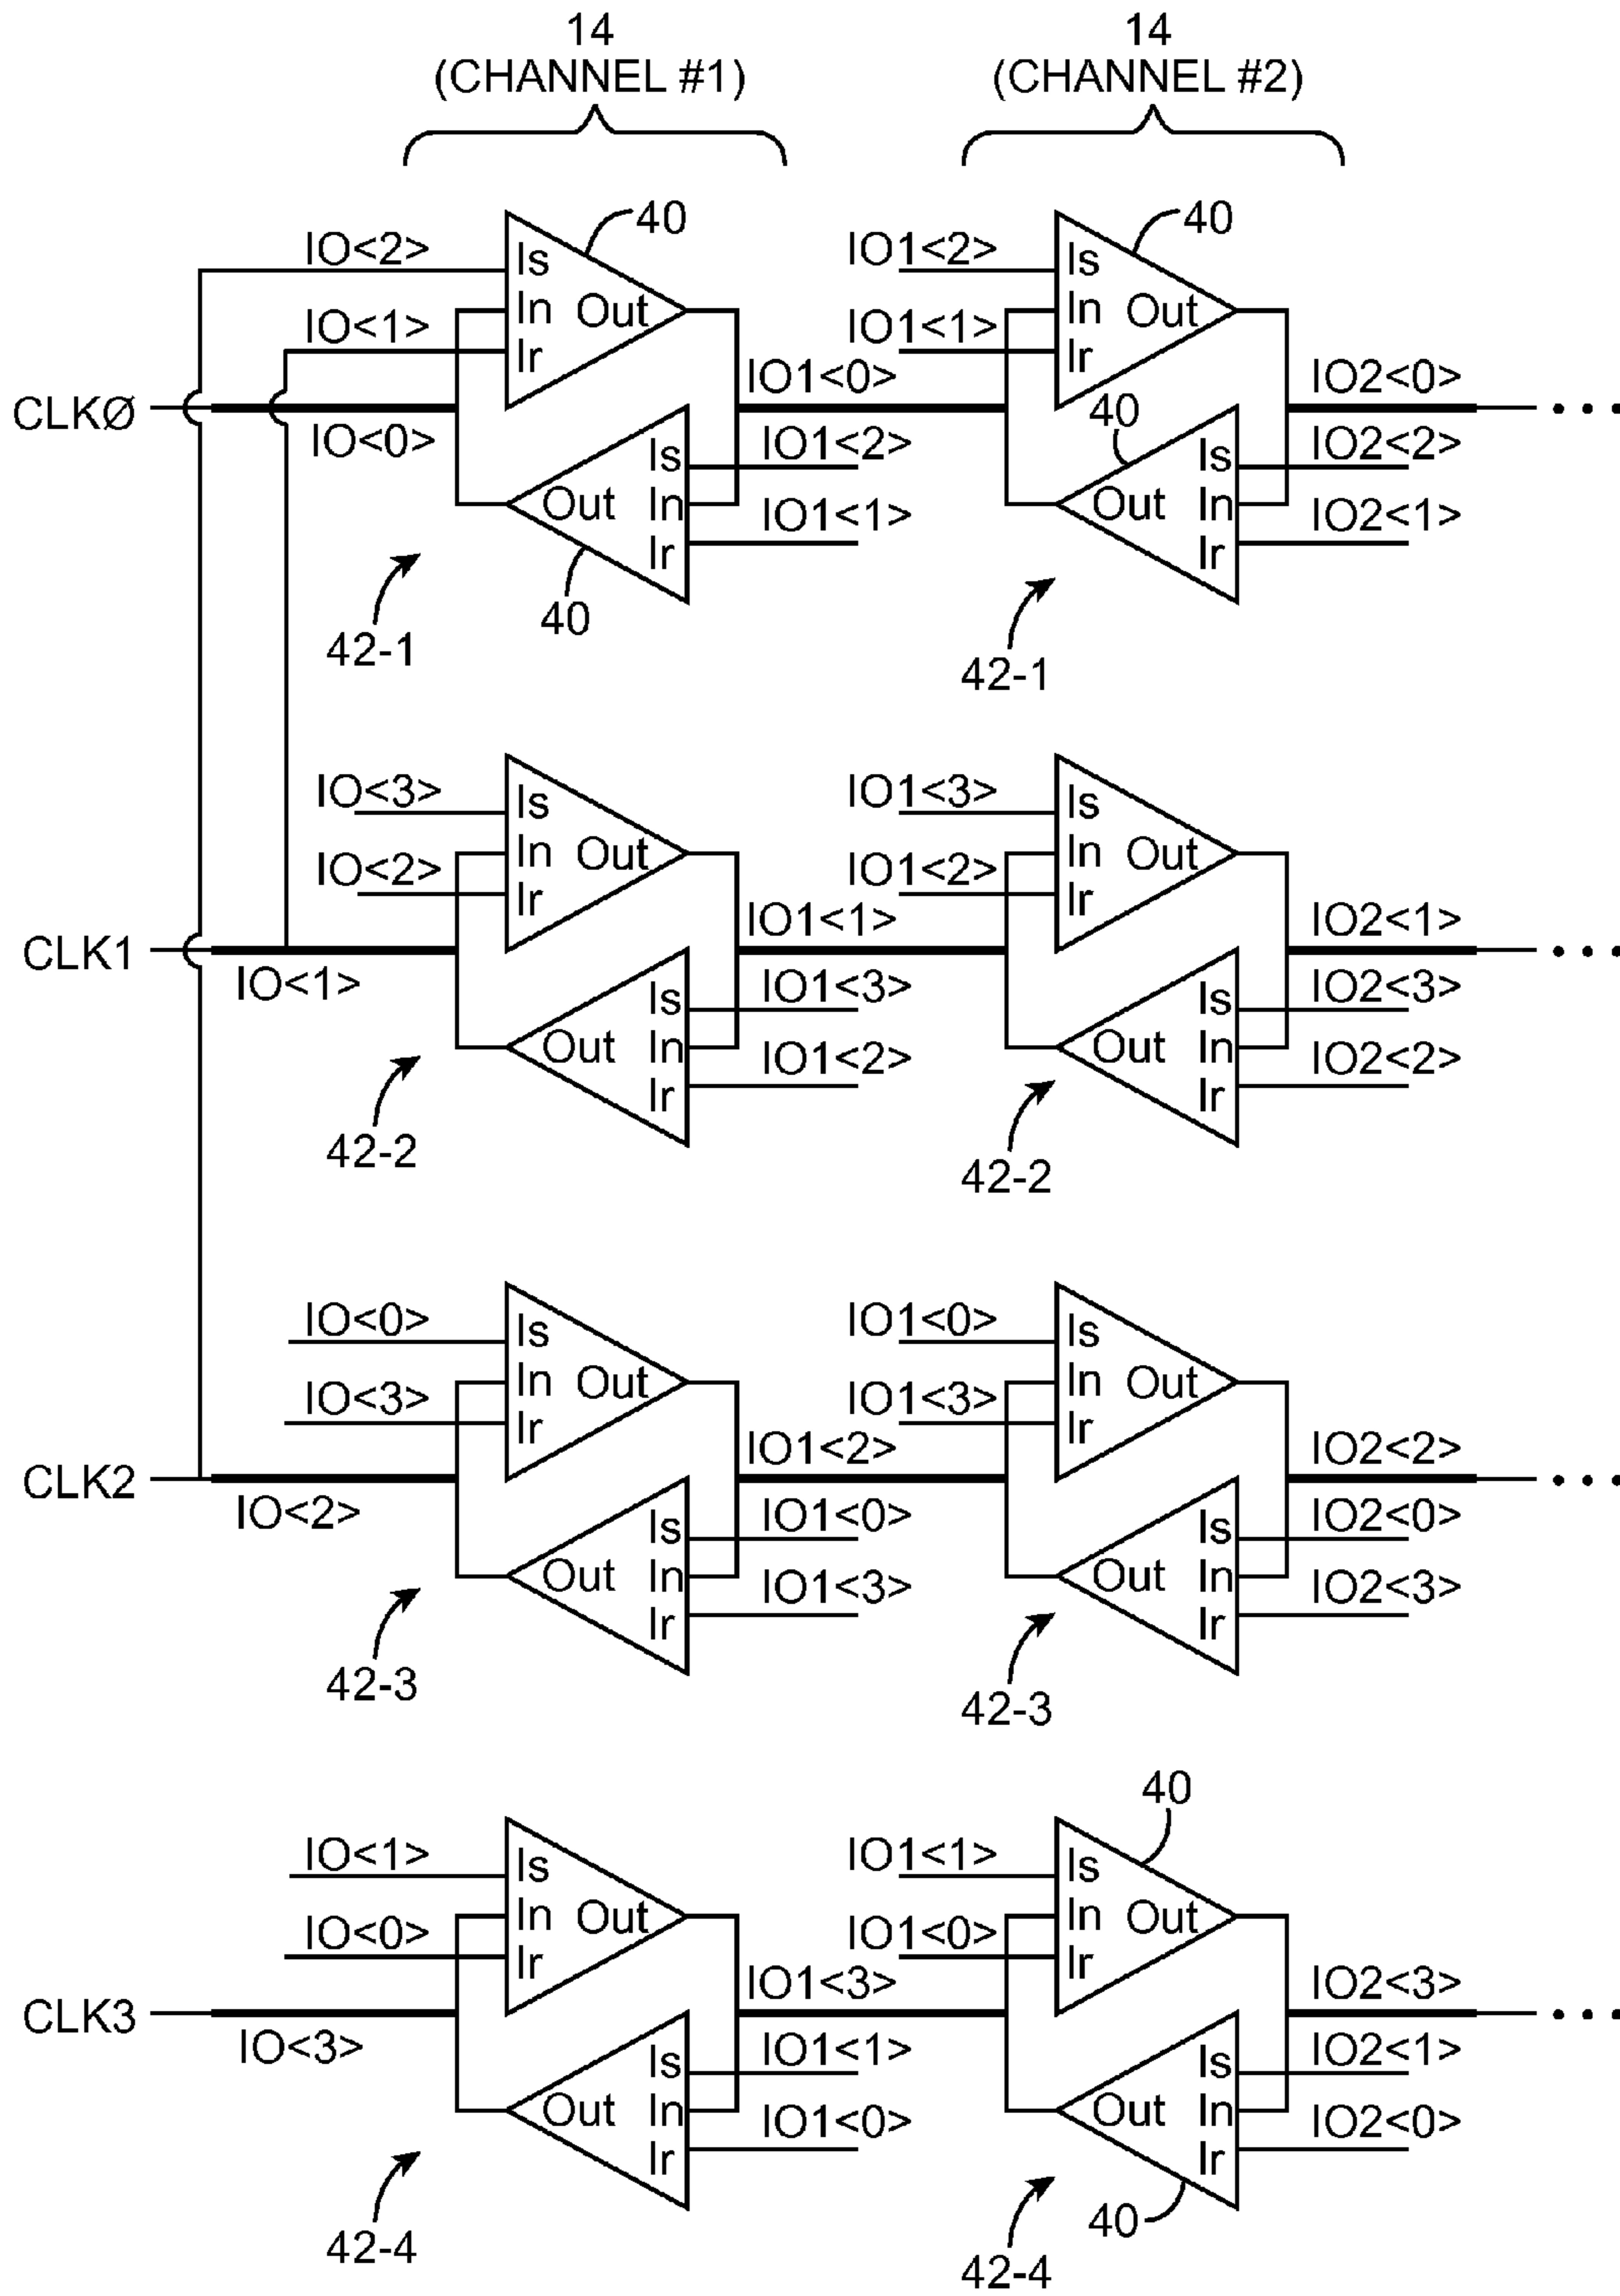 14
(CHANNEL #1)
14
(CHANNEL #2)
IO<2>
Is
40
IO<1>
In
Out
Ir
IO1<2>
Is
40
IO1<1>
In
Out
Ir
CLKØ
IO<0>
IO1<0>
IO2<0>
40
Is
IO1<2>
Out
In
IO1<1>
Ir
40
Is
IO2<2>
Out
In
IO2<1>
Ir
42-1
42-1
IO<3>
Is
IO<2>
In
Out
Ir
IO1<3>
Is
IO1<2>
In
Out
Ir
CLK1
IO<1>
IO1<1>
IO2<1>
Is
IO1<3>
Out
In
IO1<2>
Ir
Is
IO2<3>
Out
In
IO2<2>
Ir
42-2
42-2
IO<0>
Is
IO<3>
In
Out
Ir
IO1<0>
Is
IO1<3>
In
Out
Ir
CLK2
IO<2>
IO1<2>
IO2<2>
Is
IO1<0>
Out
In
IO1<3>
Ir
Is
IO2<0>
Out
In
IO2<3>
Ir
42-3
42-3
IO<1>
Is
IO<0>
In
Out
Ir
40
IO1<1>
Is
IO1<0>
In
Out
Ir
CLK3
IO<3>
IO1<3>
IO2<3>
Is
IO1<1>
Out
In
IO1<0>
Ir
Is
IO2<1>
Out
In
IO2<0>
Ir
40
42-4
42-4